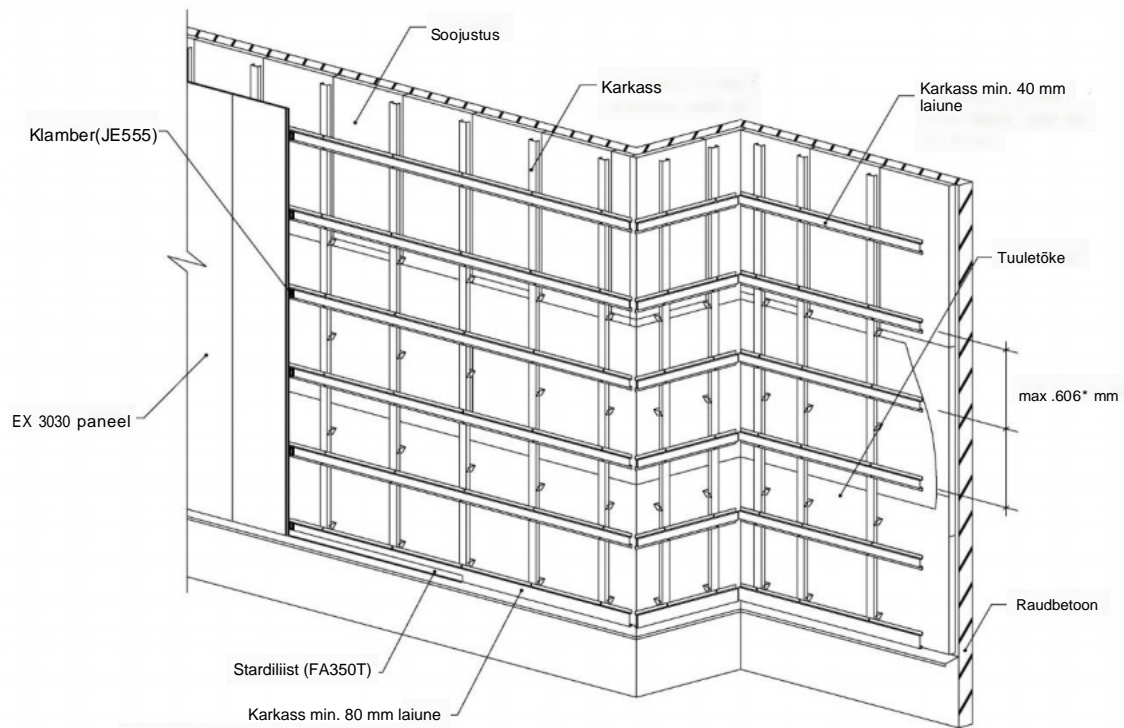 Soojustus
Karkass
Karkass min. 40 mm
laiune
Klamber(JE555)
Tuuletõke
max .606* mm
EX 3030 paneel
Raudbetoon
Stardiliist (FA350T)
Karkass min. 80 mm laiune